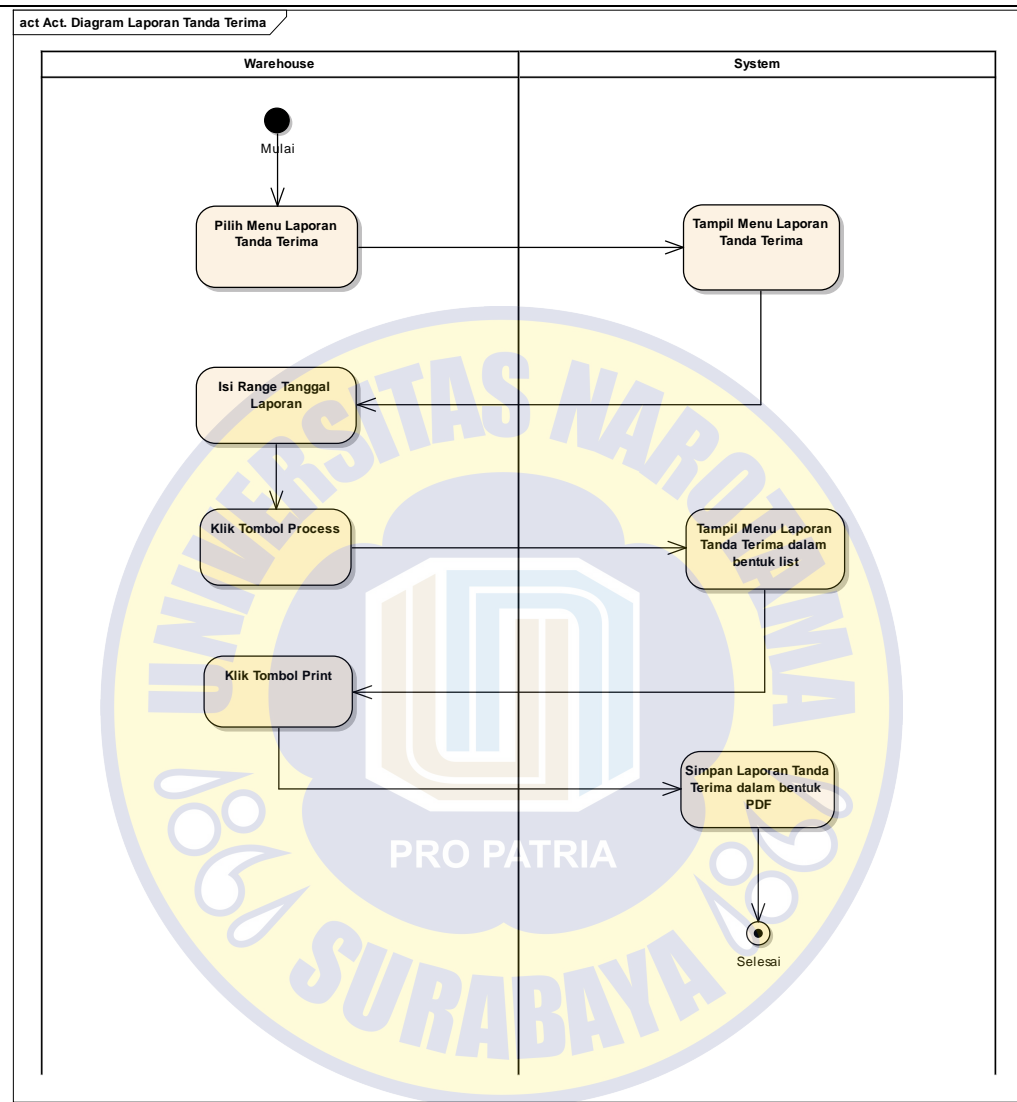 act Act. Diagram Laporan Tanda Terima
Warehouse
System
Mulai
Pilih Menu Laporan
Tanda Terima
Tampil Menu Laporan
Tanda Terima
Isi Range Tanggal
Laporan
Klik Tombol Process
Tampil Menu Laporan
Tanda Terima dalam
bentuk list
Klik Tombol Print
Simpan Laporan Tanda
Terima dalam bentuk
PDF
Selesai
UNIVERSITAS NAROTAMA
PRO PATRIA
SURABAYA